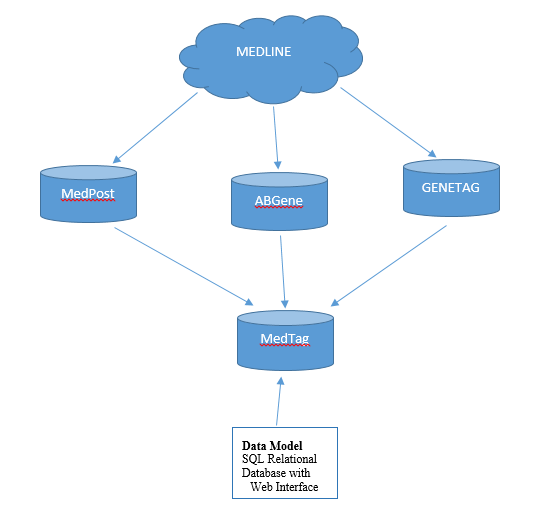 MEDLINE
MedPost
ABGene
GENETAG
MedTag
Data Model
SQL Relational
Database with
Web Interface